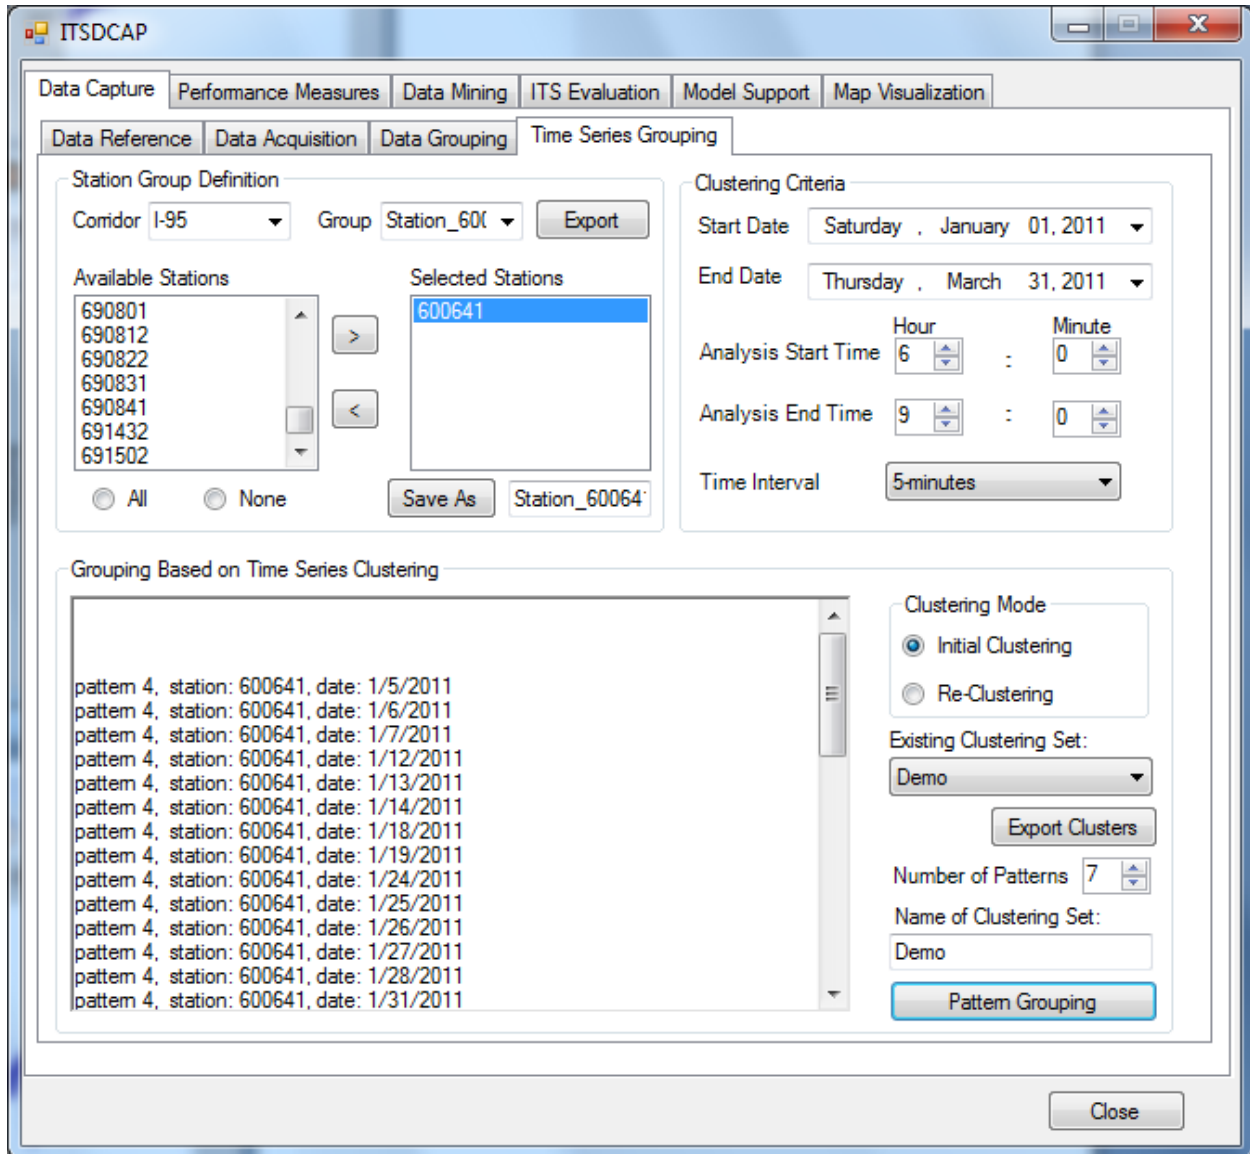 ITSDCAP
Data Capture Performance Measures Data Mining ITS Evaluation Model Support Map Visualization
Data Reference Data Acquisition Data Grouping Time Series Grouping
Station Group Definition
Corridor I-95 Group Station_60( Export
Available Stations Selected Stations
690801
690812
690822
690831
690841
691432
691502
>
<
600641
All None Save As Station_600641
Clustering Criteria
Start Date Saturday , January 01, 2011
End Date Thursday , March 31, 2011
Hour Minute
Analysis Start Time 6 : 0
Analysis End Time 9 : 0
Time Interval 5-minutes
Grouping Based on Time Series Clustering
pattern 4, station: 600641, date: 1/5/2011
pattern 4, station: 600641, date: 1/6/2011
pattern 4, station: 600641, date: 1/7/2011
pattern 4, station: 600641, date: 1/12/2011
pattern 4, station: 600641, date: 1/13/2011
pattern 4, station: 600641, date: 1/14/2011
pattern 4, station: 600641, date: 1/18/2011
pattern 4, station: 600641, date: 1/19/2011
pattern 4, station: 600641, date: 1/24/2011
pattern 4, station: 600641, date: 1/25/2011
pattern 4, station: 600641, date: 1/26/2011
pattern 4, station: 600641, date: 1/27/2011
pattern 4, station: 600641, date: 1/28/2011
pattern 4, station: 600641, date: 1/31/2011
Clustering Mode
Initial Clustering
Re-Clustering
Existing Clustering Set:
Demo
Export Clusters
Number of Patterns 7
Name of Clustering Set:
Demo
Pattern Grouping
Close